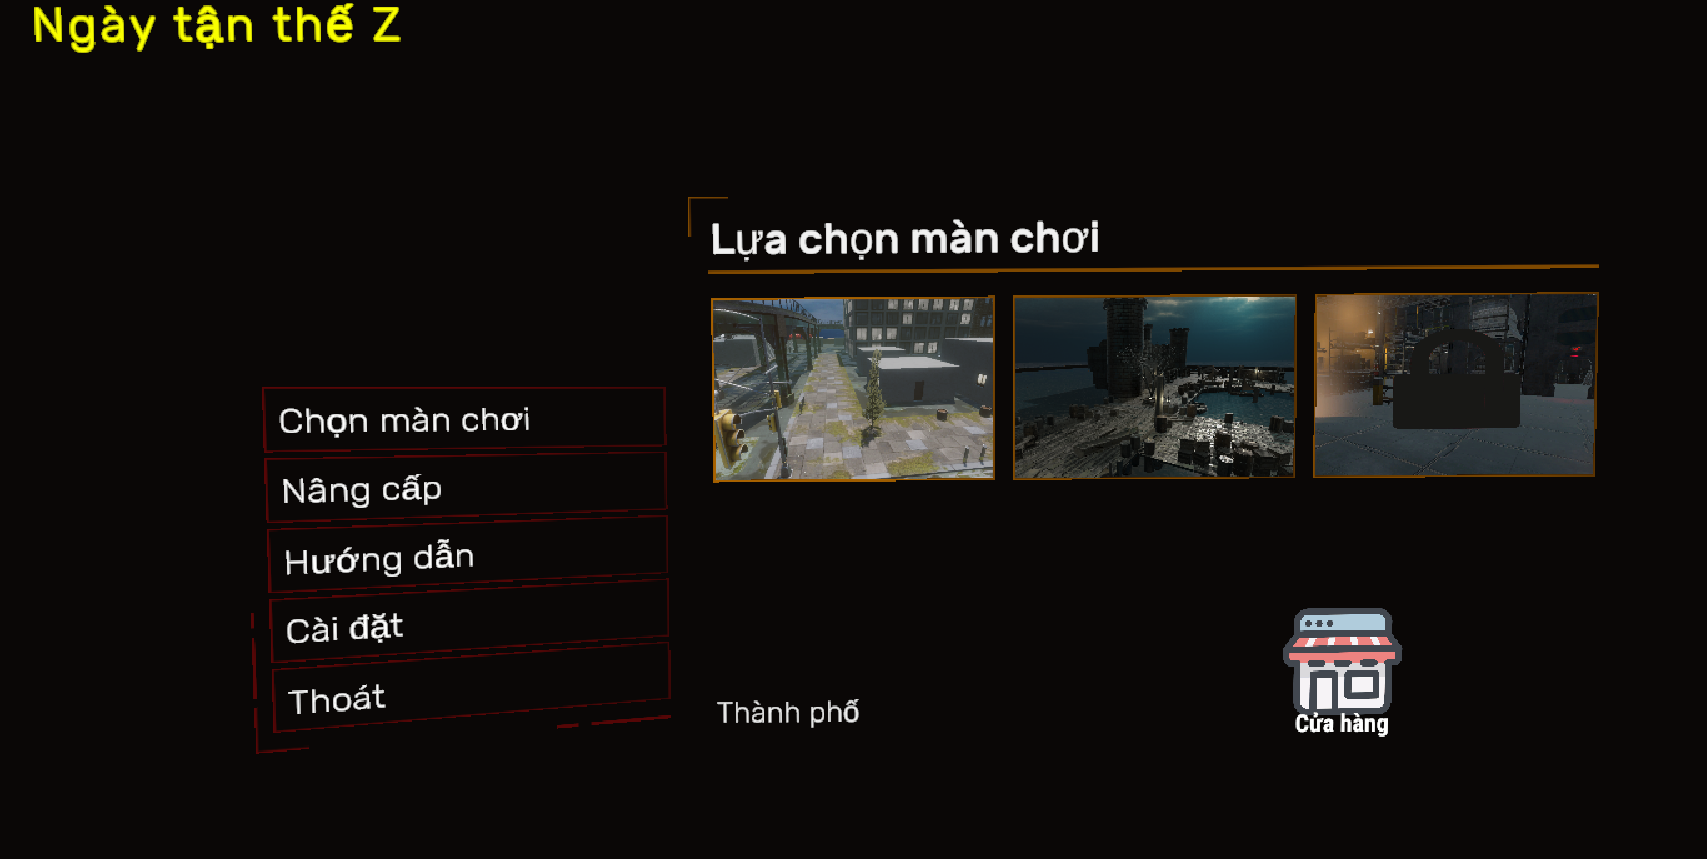 Ngày tận thế Z
Lựa chọn màn chơi
Chọn màn chơi
Nâng cấp
Hướng dẫn
Cài đặt
Thoát
Thành phố
Cửa hàng